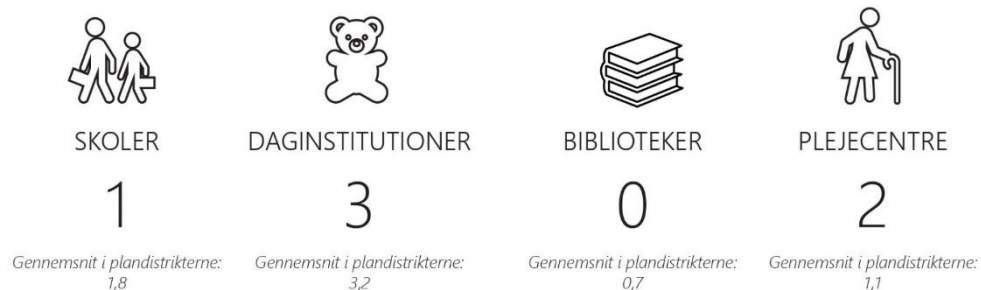 SKOLER
1
Gennemsnit i plandistrikterne:
1,8
DAGINSTITUTIONER
3
Gennemsnit i plandistrikterne:
3,2
BIBLIOTEKER
0
Gennemsnit i plandistrikterne:
0,7
PLEJECENTRE
2
Gennemsnit i plandistrikterne:
1,1